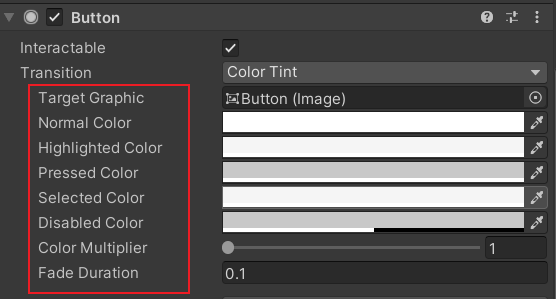 Button
Interactable
Transition Color Tint
Target Graphic Button (Image)
Normal Color
Highlighted Color
Pressed Color
Selected Color
Disabled Color
Color Multiplier 1
Fade Duration 0.1